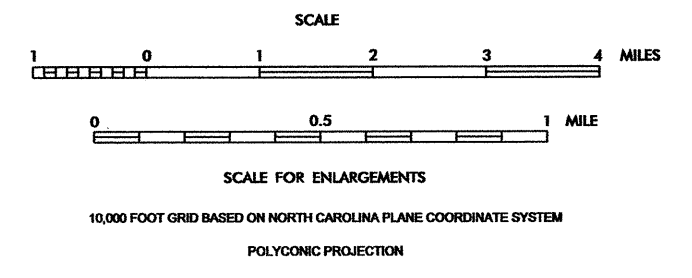 SCALE
1 0 1 2 3 4 MILES
0 0.5 1 MILE
SCALE FOR ENLARGEMENTS
10,000 FOOT GRID BASED ON NORTH CAROLINA PLANE COORDINATE SYSTEM
POLYCONIC PROJECTION